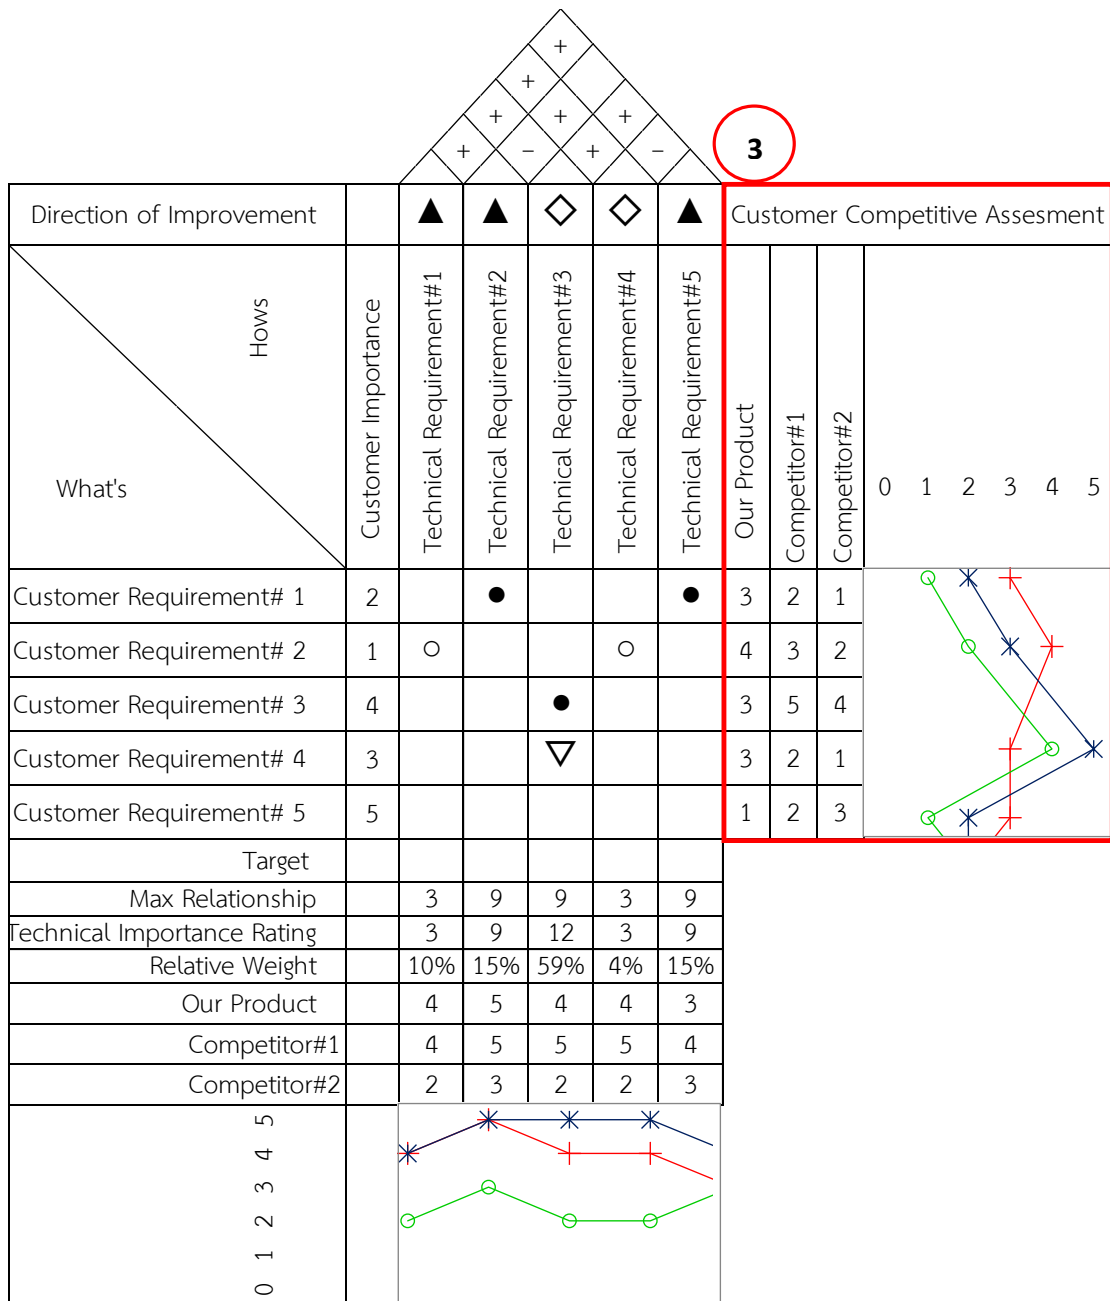 +
+
+ + +
+ − + −
3
Direction of Improvement ▲ ▲ ◇ ◇ ▲ Customer Competitive Assesment
Hows
What's
Customer Importance
Technical Requirement#1
Technical Requirement#2
Technical Requirement#3
Technical Requirement#4
Technical Requirement#5
Our Product
Competitor#1
Competitor#2
0 1 2 3 4 5
Customer Requirement# 1 2 ● ● 3 2 1
Customer Requirement# 2 1 ○ ○ 4 3 2
Customer Requirement# 3 4 ● 3 5 4
Customer Requirement# 4 3 ▽ 3 2 1
Customer Requirement# 5 5 1 2 3
Target
Max Relationship 3 9 9 3 9
Technical Importance Rating 3 9 12 3 9
Relative Weight 10% 15% 59% 4% 15%
Our Product 4 5 4 4 3
Competitor#1 4 5 5 5 4
Competitor#2 2 3 2 2 3
5
4
3
2
1
0